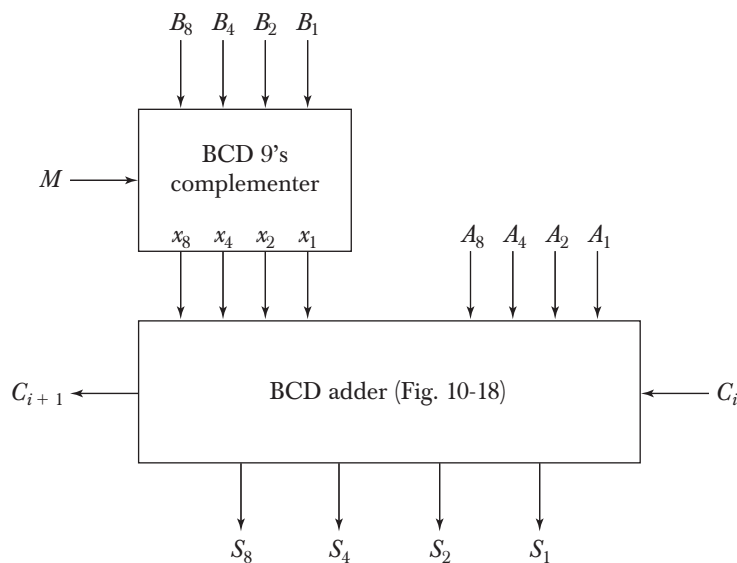 B₈ B₄ B₂ B₁
BCD 9's
complementer
M
x₈ x₄ x₂ x₁
A₈ A₄ A₂ A₁
BCD adder (Fig. 10-18)
Cᵢ ₊ ₁
Cᵢ
S₈ S₄ S₂ S₁